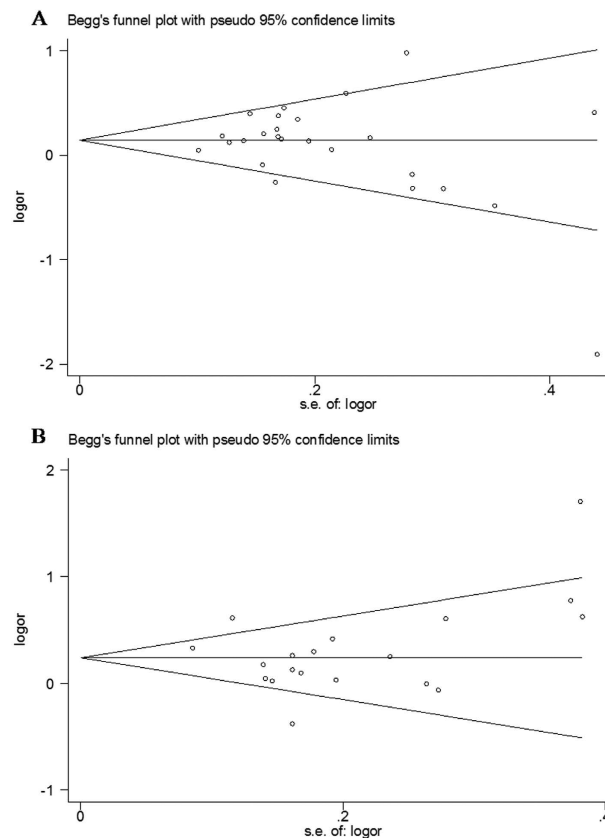 A Begg's funnel plot with pseudo 95% confidence limits
1
0
-1
-2
logor
0 .2 .4
s.e. of: logor
B Begg's funnel plot with pseudo 95% confidence limits
2
1
0
-1
logor
0 .2 .4
s.e. of: logor